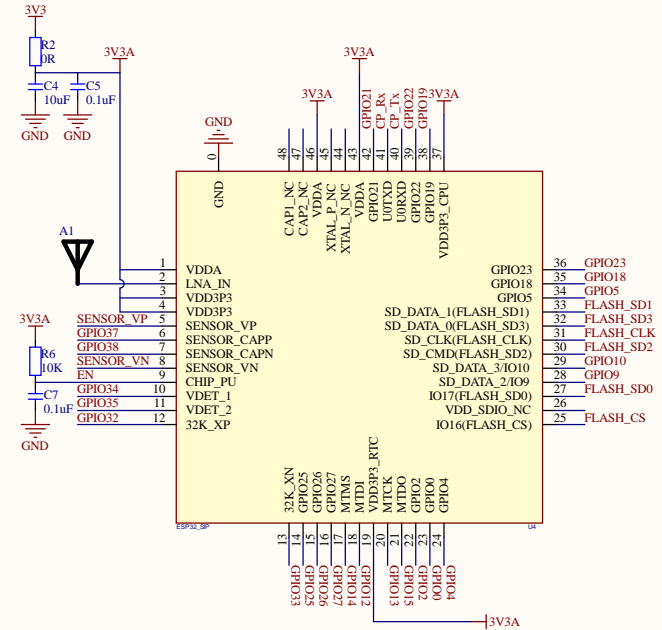 3V3
R2
0R
C4
10uF
C5
0.1uF
GND
GND
3V3A
GND
0
GND
3V3A
3V3A
3V3A
GPIO21
CP_Rx
CP_Tx
GPIO22
GPIO19
48
47
46
45
44
43
42
41
40
39
38
37
CAP1_NC
CAP2_NC
VDDA
XTAL_P_NC
XTAL_N_NC
VDDA
GPIO21
U0TXD
U0RXD
GPIO22
GPIO19
VDD3P3_CPU
A1
1 VDDA
2 LNA_IN
3 VDD3P3
4 VDD3P3
SENSOR_VP 5 SENSOR_VP
GPIO37 6 SENSOR_CAPP
GPIO38 7 SENSOR_CAPN
SENSOR_VN 8 SENSOR_VN
EN 9 CHIP_PU
GPIO34 10 VDET_1
GPIO35 11 VDET_2
GPIO32 12 32K_XP
3V3A
R6
10K
C7
0.1uF
GND
GPIO23 36 GPIO23
GPIO18 35 GPIO18
GPIO5 34 GPIO5
SD_DATA_1(FLASH_SD1) 33 FLASH_SD1
SD_DATA_0(FLASH_SD3) 32 FLASH_SD3
SD_CLK(FLASH_CLK) 31 FLASH_CLK
SD_CMD(FLASH_SD2) 30 FLASH_SD2
SD_DATA_3/IO10 29 GPIO10
SD_DATA_2/IO9 28 GPIO9
IO17(FLASH_SD0) 27 FLASH_SD0
VDD_SDIO_NC 26
IO16(FLASH_CS) 25 FLASH_CS
32K_XN
GPIO25
GPIO26
GPIO27
MTMS
MTDI
VDD3P3_RTC
MTCK
MTDO
GPIO2
GPIO0
GPIO4
ESP32_SIP
U4
13
14
15
16
17
18
19
20
21
22
23
24
GPIO33
GPIO25
GPIO26
GPIO27
GPIO14
GPIO12
GPIO13
GPIO15
GPIO2
GPIO0
GPIO4
3V3A